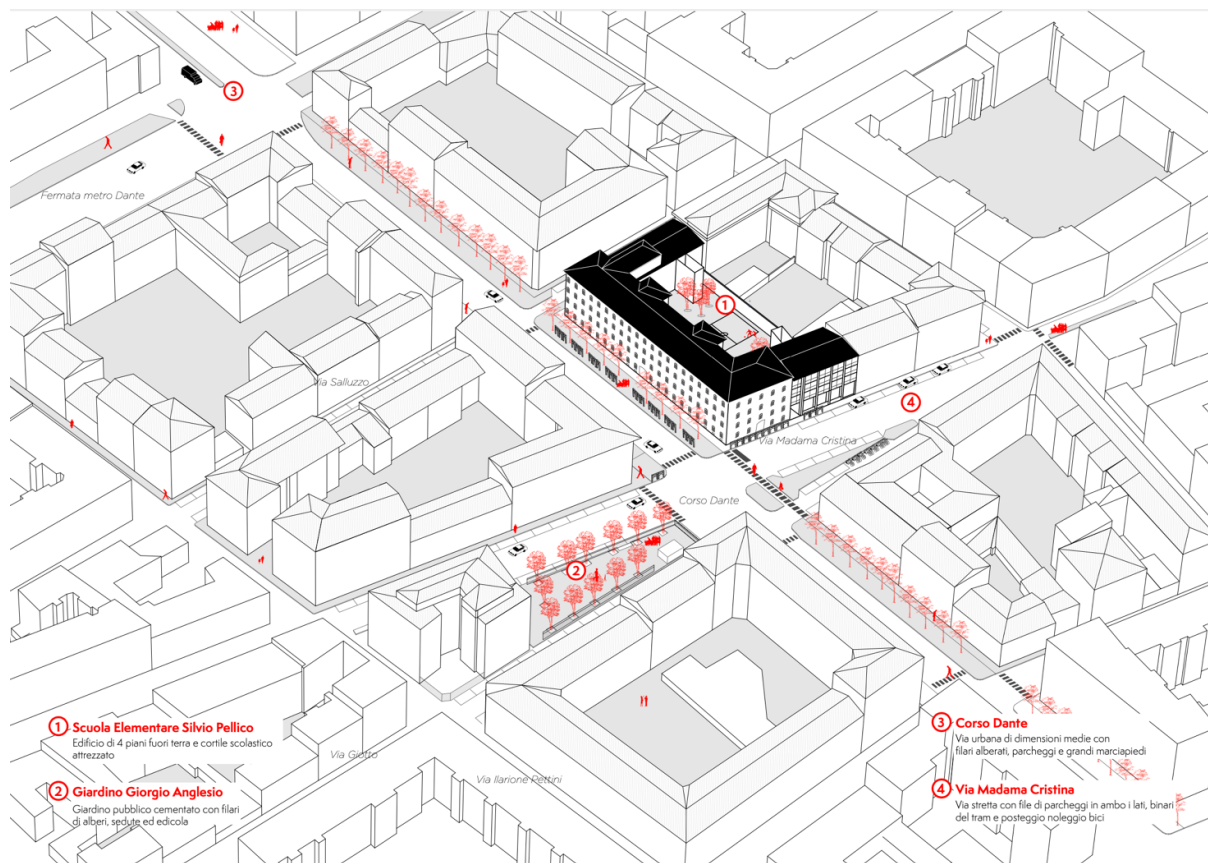 3
Fermata metro Dante
1
Via Salluzzo
4
Via Madama Cristina
Corso Dante
2
Via Giotto
Via Ilarione Pettini
1 Scuola Elementare Silvio Pellico
Edificio di 4 piani fuori terra e cortile scolastico
attrezzato
2 Giardino Giorgio Anglesio
Giardino pubblico cementato con filari
di alberi, sedute ed edicola
3 Corso Dante
Via urbana di dimensioni medie con
filari alberati, parcheggi e grandi marciapiedi
4 Via Madama Cristina
Via stretta con file di parcheggi in ambo i lati, binari
del tram e posteggio noleggio bici